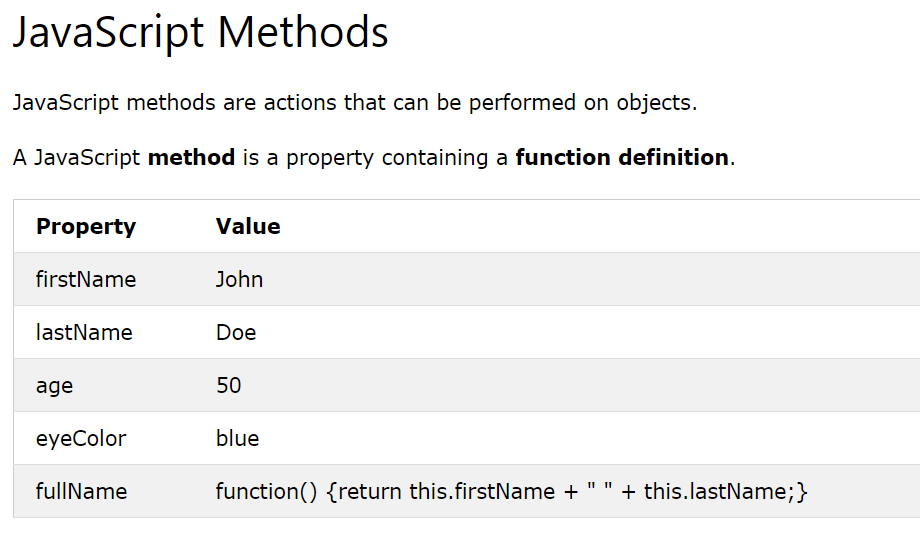 JavaScript Methods
JavaScript methods are actions that can be performed on objects.
A JavaScript method is a property containing a function definition.
Property Value
firstName John
lastName Doe
age 50
eyeColor blue
fullName function() {return this.firstName + " " + this.lastName;}